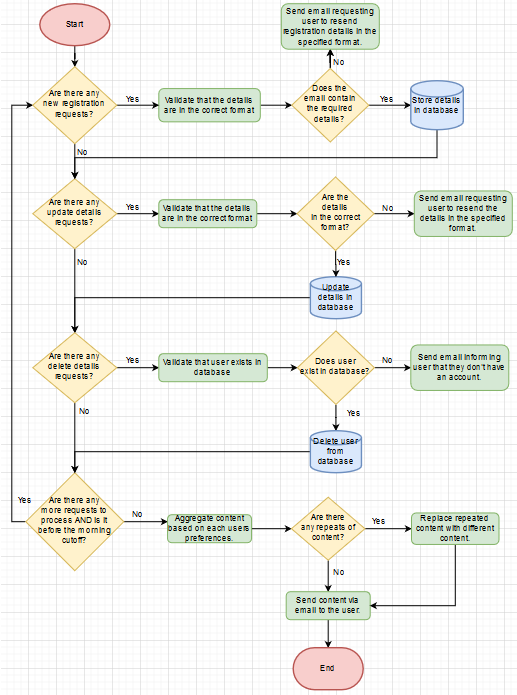 Start
Send email requesting
user to resend
registration details in the
specified format.
No
Are there any
new registration
requests?
Yes
Validate that the details
are in the correct format
Does the
email contain
the required
details?
Yes
Store details
in database
No
Are there any
update details
requests?
Yes
Validate that the details
are in the correct format
Are the
details
in the correct
format?
No
Send email requesting
user to resend the
details in the specified
format.
No
Yes
Update
details in
database
Are there any
delete details
requests?
Yes
Validate that user exists in
database
Does user
exist in database?
No
Send email informing
user that they don't have
an account.
No
Yes
Delete user
from
database
Yes
Are there any
more requests to
process AND is it
before the morning
cutoff?
No
Aggregate content
based on each users
preferences.
Are there
any repeats of
content?
Yes
Replace repeated
content with different
content.
No
Send content via
email to the user.
End